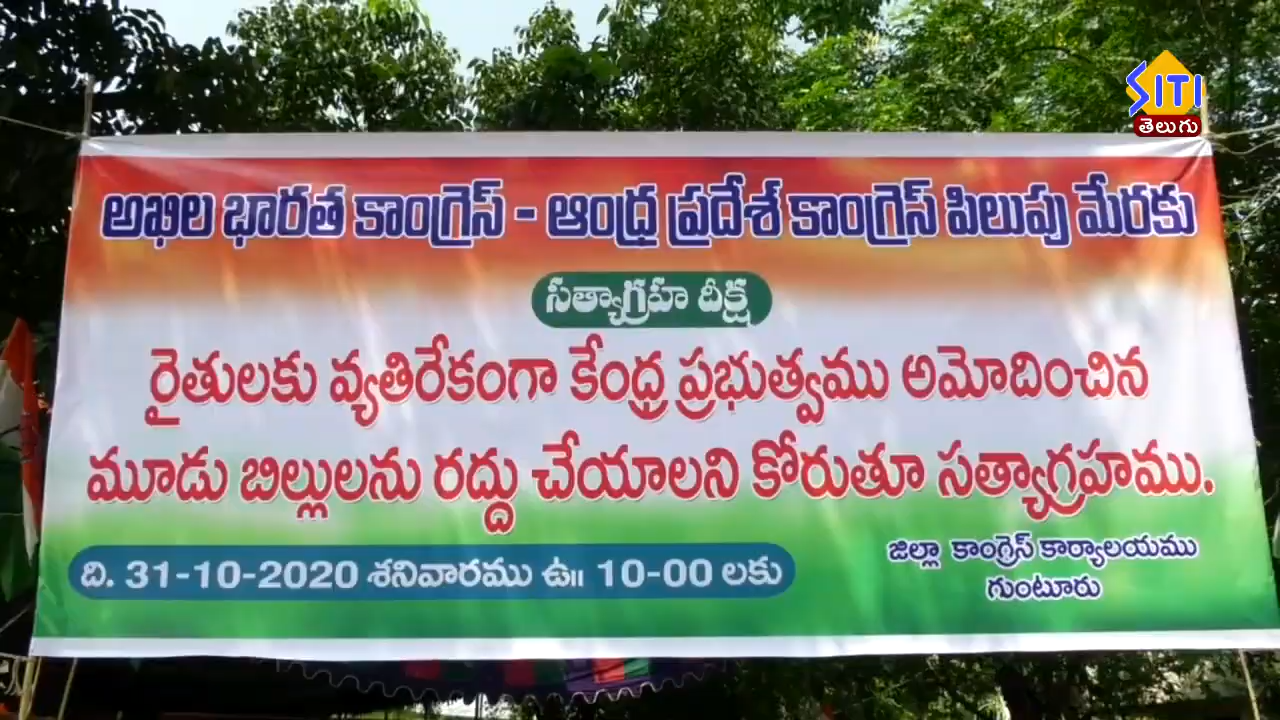 SITI
తెలుగు
అఖిల భారత కాంగ్రెస్ - ఆంధ్ర ప్రదేశ్ కాంగ్రెస్ పిలుపు మేరకు
సత్యాగ్రహ దీక్ష
రైతులకు వ్యతిరేకంగా కేంద్ర ప్రభుత్వము అమోదించిన
మూడు బిల్లులను రద్దు చేయాలని కోరుతూ సత్యాగ్రహము.
ది. 31-10-2020 శనివారము ఉ॥ 10-00 లకు
జిల్లా కాంగ్రెస్ కార్యాలయము
గుంటూరు